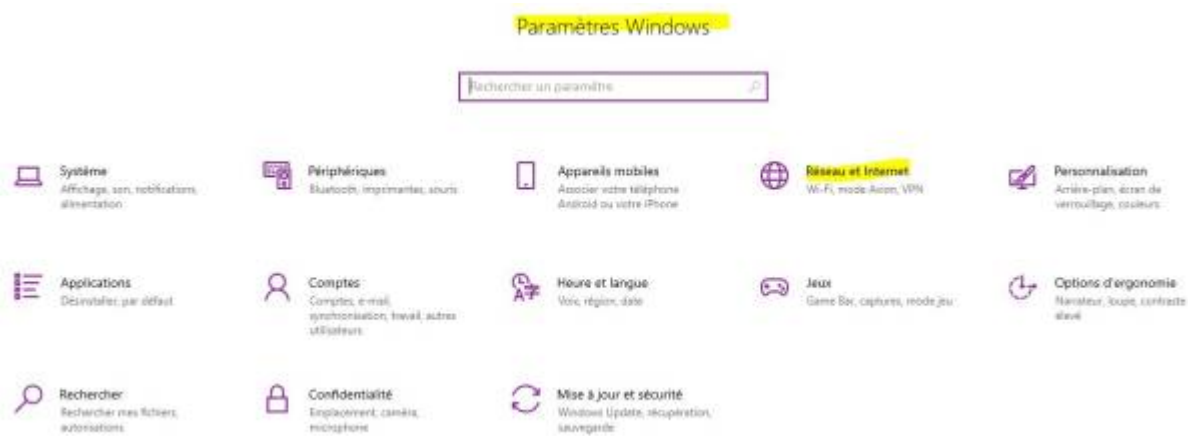 Paramètres Windows
Rechercher un paramètre
Système
Affichage, son, notifications,
alimentation
Périphériques
Bluetooth, imprimantes, souris
Appareils mobiles
Associer votre téléphone
Android ou votre iPhone
Réseau et Internet
Wi-Fi, mode Avion, VPN
Personnalisation
Arrière-plan, écran de
verrouillage, couleurs
Applications
Désinstaller, par défaut
Comptes
Comptes, e-mail,
synchronisation, travail, autres
utilisateurs
Heure et langue
Voix, région, date
Jeux
Game Bar, captures, mode jeu
Options d'ergonomie
Narrateur, loupe, contraste
élevé
Rechercher
Rechercher mes fichiers,
autorisations
Confidentialité
Emplacement, caméra,
microphone
Mise à jour et sécurité
Windows Update, récupération,
sauvegarde